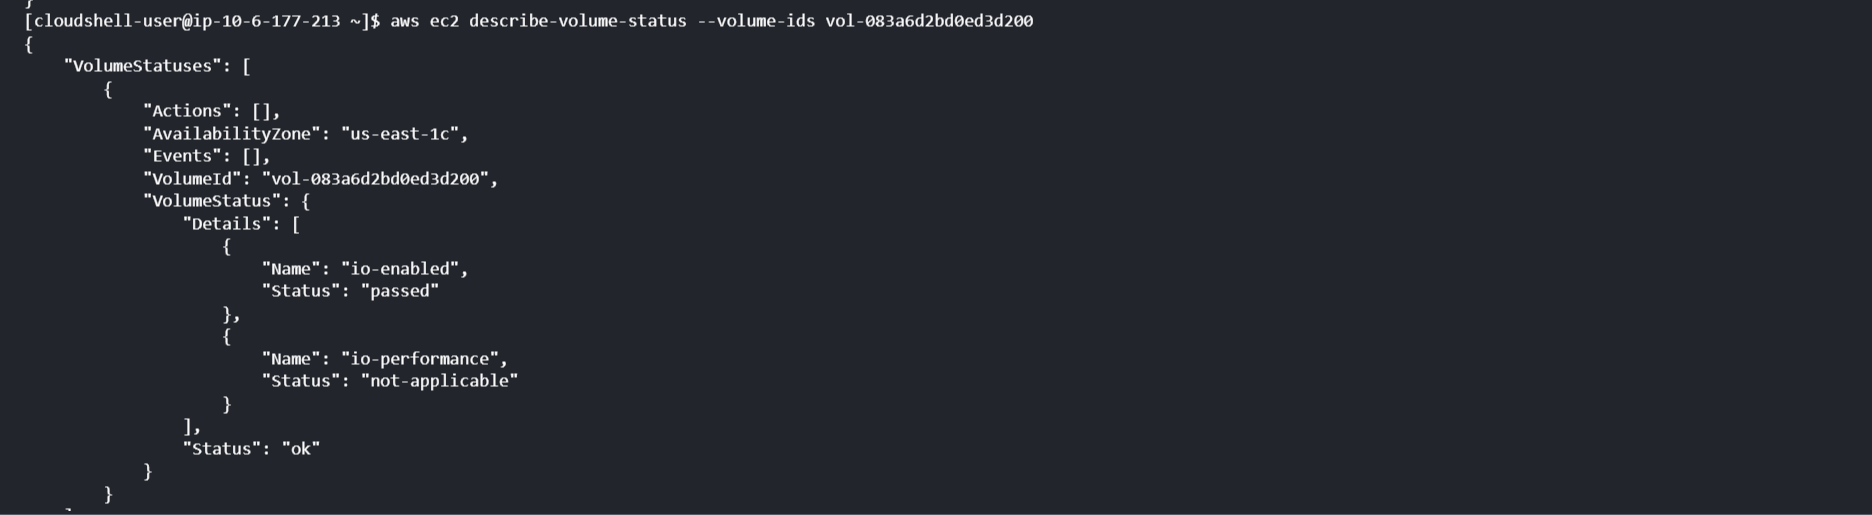 }
[cloudshell-user@ip-10-6-177-213 ~]$ aws ec2 describe-volume-status --volume-ids vol-083a6d2bd0ed3d200
{
    "VolumeStatuses": [
        {
            "Actions": [],
            "AvailabilityZone": "us-east-1c",
            "Events": [],
            "VolumeId": "vol-083a6d2bd0ed3d200",
            "VolumeStatus": {
                "Details": [
                    {
                        "Name": "io-enabled",
                        "Status": "passed"
                    },
                    {
                        "Name": "io-performance",
                        "Status": "not-applicable"
                    }
                ],
                "Status": "ok"
            }
        }